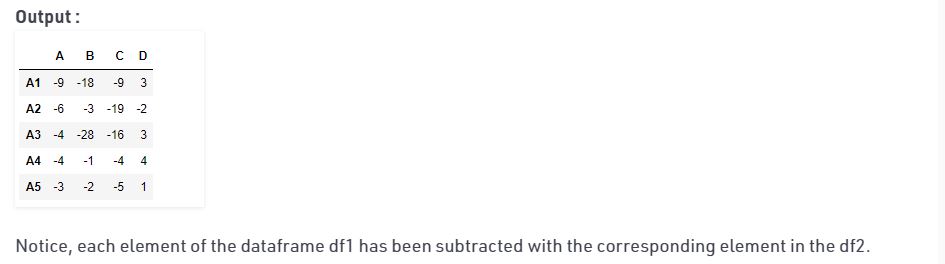 Output :
A B C D
A1 -9 -18 -9 3
A2 -6 -3 -19 -2
A3 -4 -28 -16 3
A4 -4 -1 -4 4
A5 -3 -2 -5 1
Notice, each element of the dataframe df1 has been subtracted with the corresponding element in the df2.